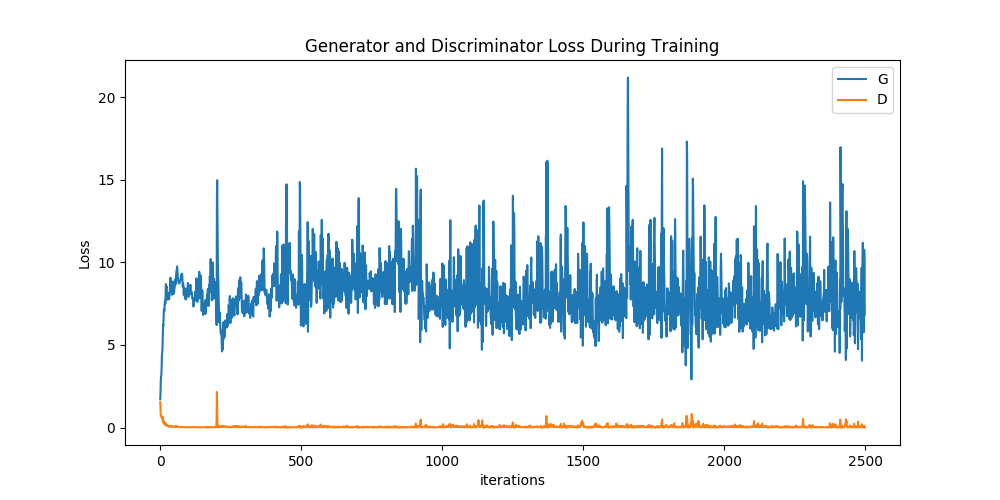 Generator and Discriminator Loss During Training
G
D
20
15
10
5
0
Loss
0 500 1000 1500 2000 2500
iterations